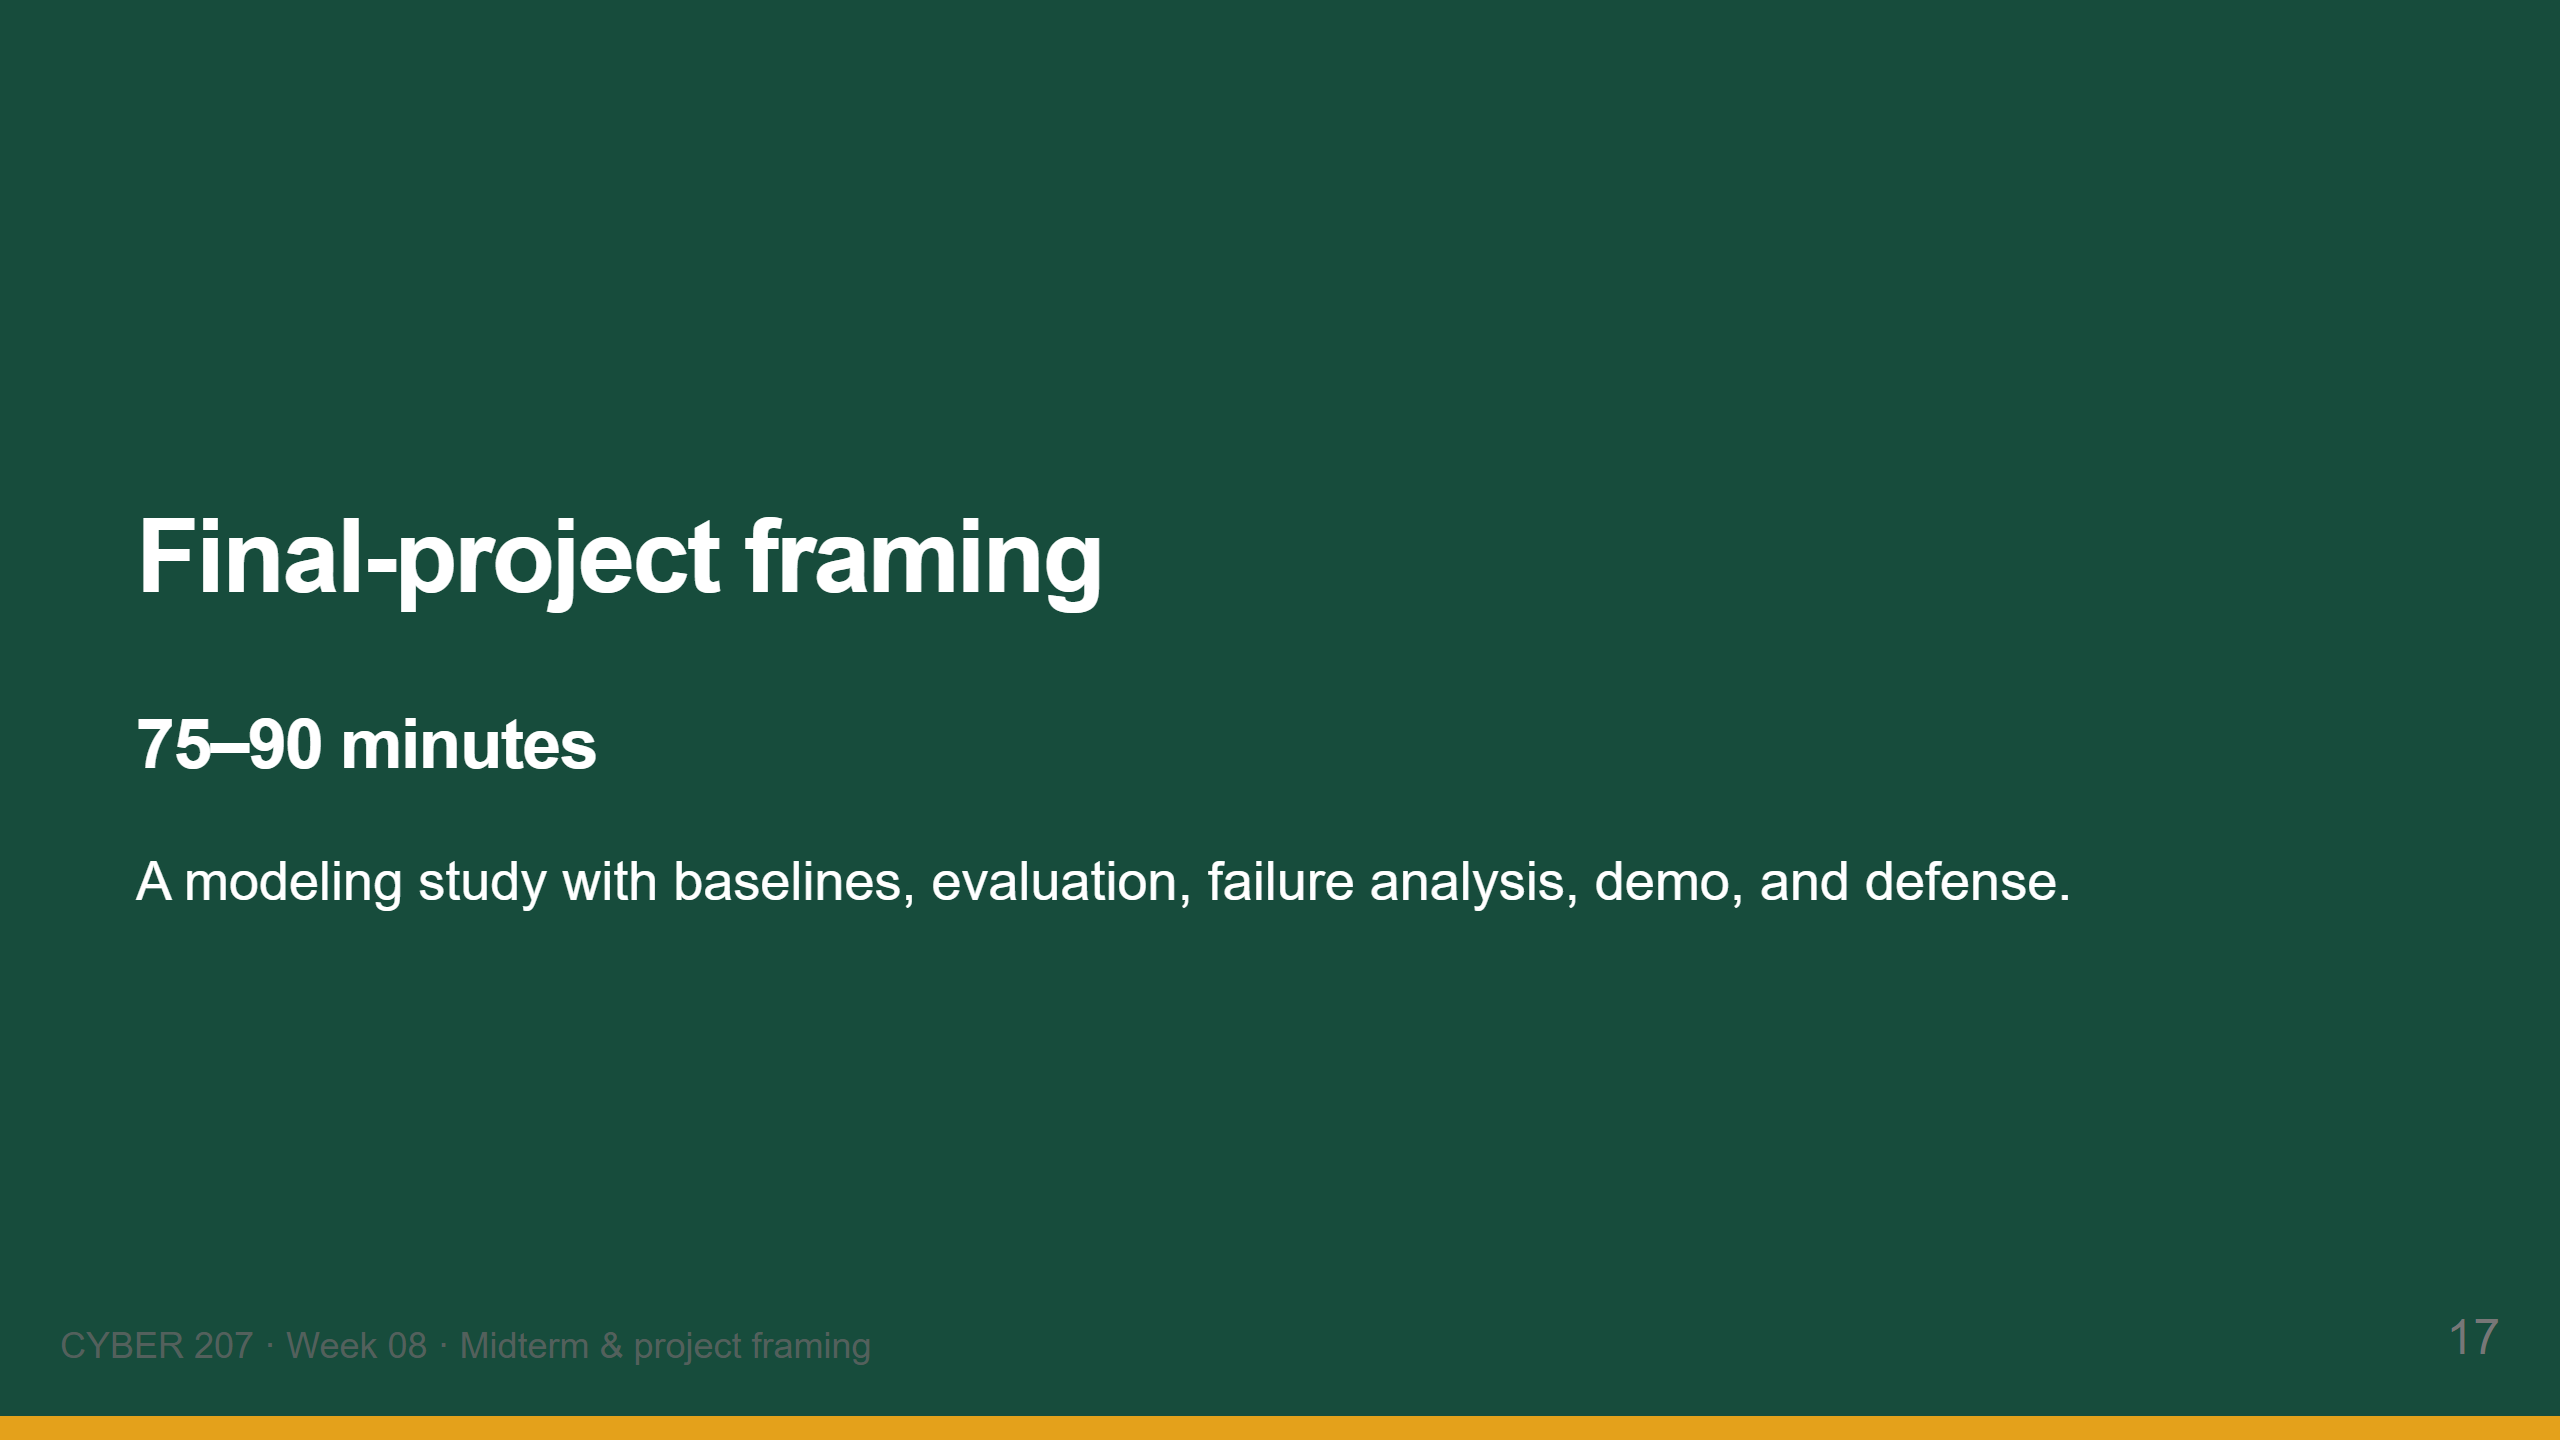 Final-project framing
75–90 minutes
A modeling study with baselines, evaluation, failure analysis, demo, and defense.
CYBER 207 · Week 08 · Midterm & project framing
17